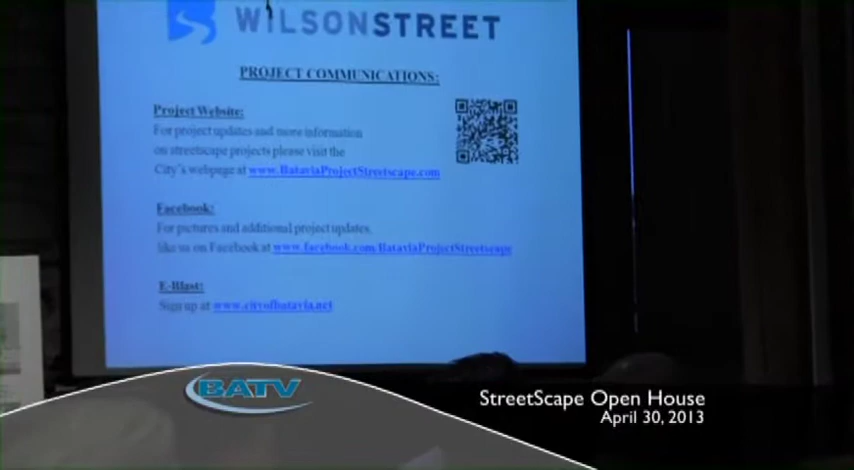 WILSONSTREET
PROJECT COMMUNICATIONS:
Project Website:
For project updates and more information
on streetscape projects please visit the
City's webpage at www.BataviaProjectStreetscape.com
Facebook:
For pictures and additional project updates,
like us on Facebook at www.facebook.com/BataviaProjectStreetscape
E-Blast:
Sign up at www.cityofbatavia.net
BATV
StreetScape Open House
April 30, 2013